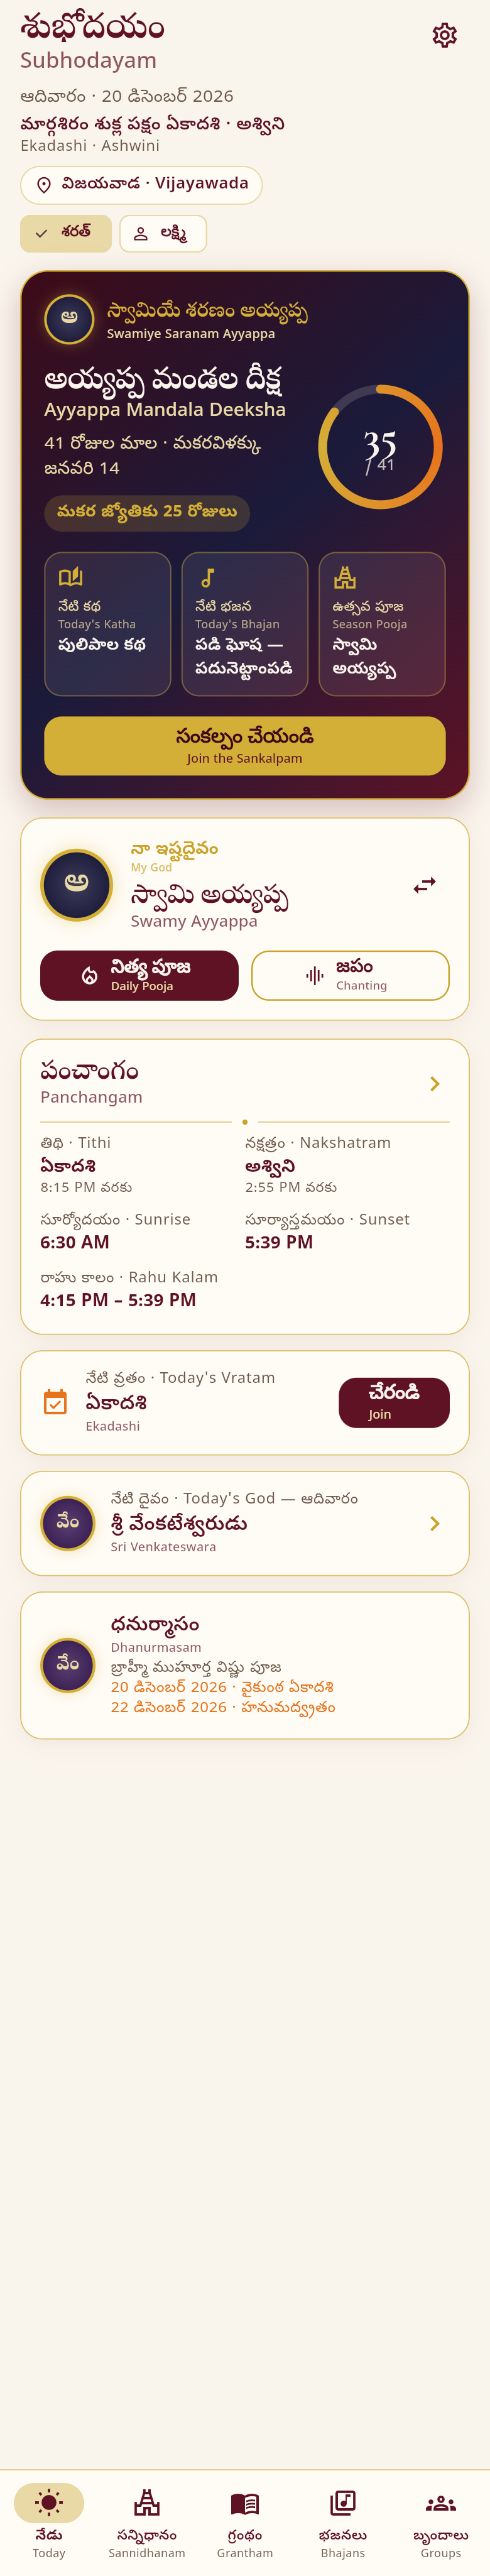 శుభోదయం
Subhodayam
ఆదివారం · 20 డిసెంబర్ 2026
మార్గశిరం శుక్ల పక్షం ఏకాదశి · అశ్విని
Ekadashi · Ashwini
విజయవాడ · Vijayawada
శరత్ లక్ష్మి
అ
స్వామియే శరణం అయ్యప్ప
Swamiye Saranam Ayyappa
అయ్యప్ప మండల దీక్ష
Ayyappa Mandala Deeksha
41 రోజుల మాల · మకరవిళక్కు
జనవరి 14
మకర జ్యోతికు 25 రోజులు
35
/ 41
నేటి కథ
Today's Katha
పులిపాల కథ
నేటి భజన
Today's Bhajan
పడి ఘోష —
పదునెట్టాంపడి
ఉత్సవ పూజ
Season Pooja
స్వామి
అయ్యప్ప
సంకల్పం చేయండి
Join the Sankalpam
అ
నా ఇష్టదైవం
My God
స్వామి అయ్యప్ప
Swamy Ayyappa
నిత్య పూజ
Daily Pooja
జపం
Chanting
పంచాంగం
Panchangam
తిథి · Tithi
ఏకాదశి
8:15 PM వరకు
నక్షత్రం · Nakshatram
అశ్విని
2:55 PM వరకు
సూర్యోదయం · Sunrise
6:30 AM
సూర్యాస్తమయం · Sunset
5:39 PM
రాహు కాలం · Rahu Kalam
4:15 PM – 5:39 PM
నేటి వ్రతం · Today's Vratam
ఏకాదశి
Ekadashi
చేరండి
Join
వేం
నేటి దైవం · Today's God — ఆదివారం
శ్రీ వేంకటేశ్వరుడు
Sri Venkateswara
వేం
ధనుర్మాసం
Dhanurmasam
బ్రాహ్మీ ముహూర్త విష్ణు పూజ
20 డిసెంబర్ 2026 · వైకుంఠ ఏకాదశి
22 డిసెంబర్ 2026 · హనుమద్వ్రతం
నేడు
Today
సన్నిధానం
Sannidhanam
గ్రంథం
Grantham
భజనలు
Bhajans
బృందాలు
Groups